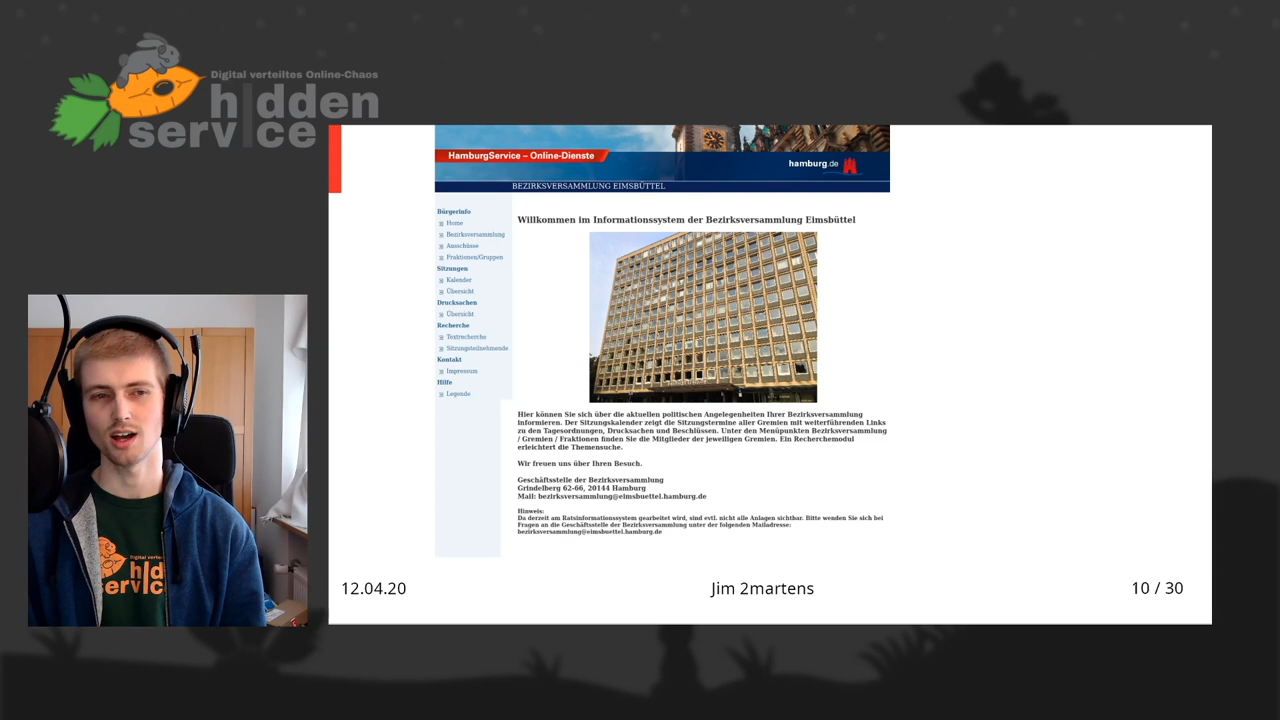 Digital verteiltes Online-Chaos
h|dden
serv|ce
HamburgService – Online-Dienste
hamburg.de
BEZIRKSVERSAMMLUNG EIMSBÜTTEL
Bürgerinfo
Home
Bezirksversammlung
Ausschüsse
Fraktionen/Gruppen
Sitzungen
Kalender
Übersicht
Drucksachen
Übersicht
Recherche
Textrecherche
Sitzungsteilnehmende
Kontakt
Impressum
Hilfe
Legende
Willkommen im Informationssystem der Bezirksversammlung Eimsbüttel
Hier können Sie sich über die aktuellen politischen Angelegenheiten Ihrer Bezirksversammlung
informieren. Der Sitzungskalender zeigt die Sitzungstermine aller Gremien mit weiterführenden Links
zu den Tagesordnungen, Drucksachen und Beschlüssen. Unter den Menüpunkten Bezirksversammlung
/ Gremien / Fraktionen finden Sie die Mitglieder der jeweiligen Gremien. Ein Recherchemodul
erleichtert die Themensuche.
Wir freuen uns über Ihren Besuch.
Geschäftsstelle der Bezirksversammlung
Grindelberg 62-66, 20144 Hamburg
Mail: bezirksversammlung@eimsbuettel.hamburg.de
Hinweis:
Da derzeit am Ratsinformationssystem gearbeitet wird, sind evtl. nicht alle Anlagen sichtbar. Bitte wenden Sie sich bei
Fragen an die Geschäftsstelle der Bezirksversammlung unter der folgenden Mailadresse:
bezirksversammlung@eimsbuettel.hamburg.de
12.04.20
Jim 2martens
10 / 30
hid
servic